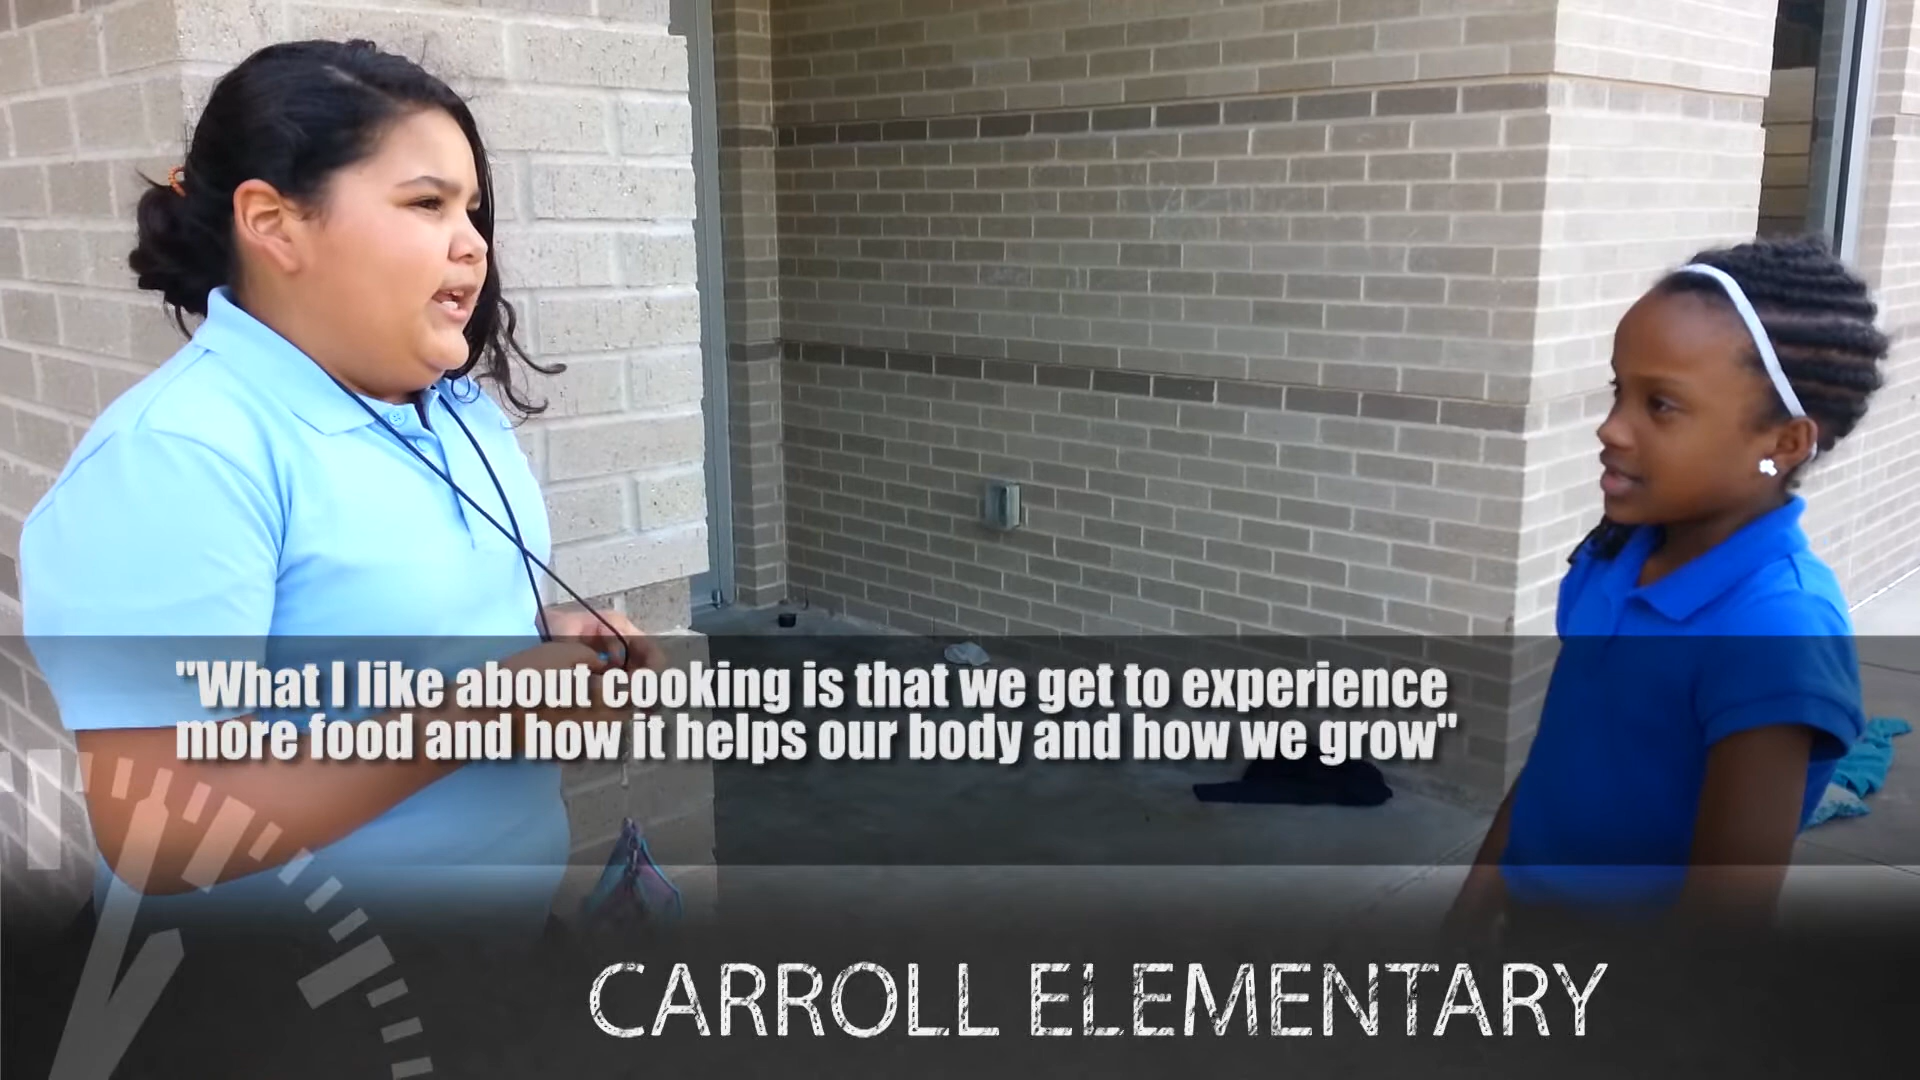 "What I like about cooking is that we get to experience
more food and how it helps our body and how we grow"
CARROLL ELEMENTARY